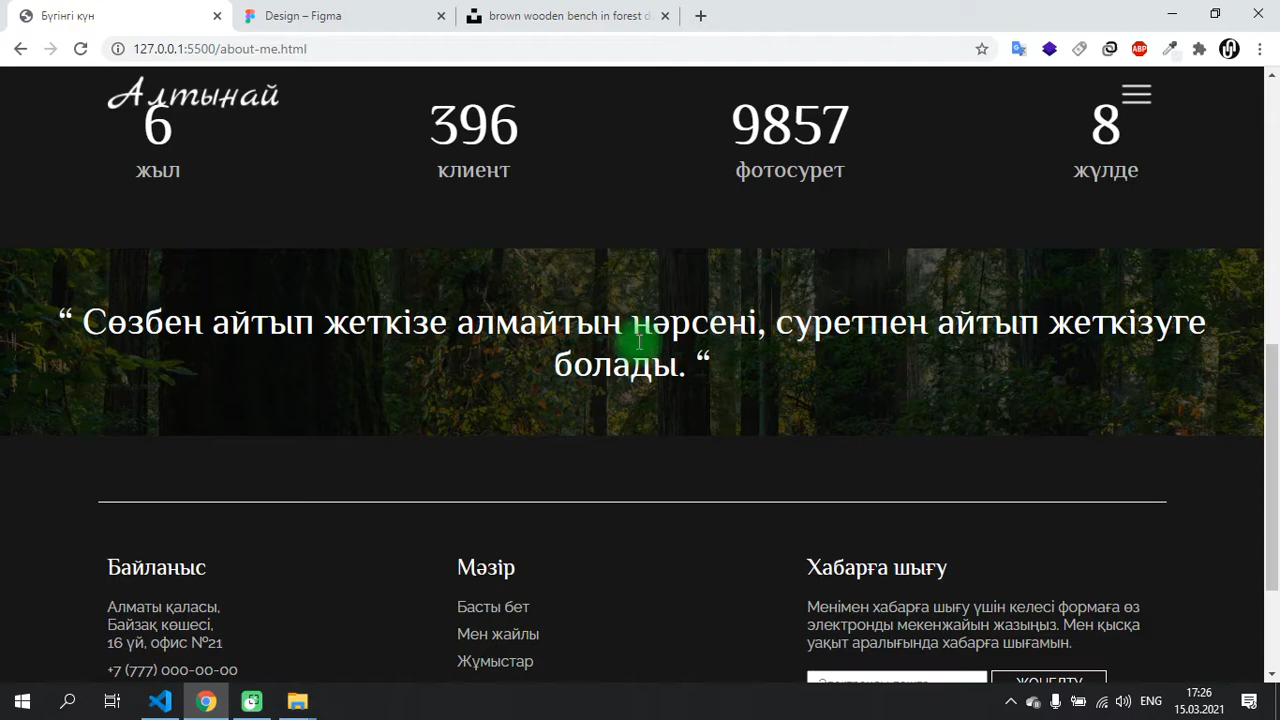 Бүгінгі күн
Design – Figma
brown wooden bench in forest d
127.0.0.1:5500/about-me.html
ABP
Алтынай
6
396
9857
8
жыл
клиент
фотосурет
жүлде
“ Сөзбен айтып жеткізе алмайтын нәрсені, суретпен айтып жеткізуге
болады. “
Байланыс
Мәзір
Хабарға шығу
Алматы қаласы,
Байзақ көшесі,
16 үй, офис №21
+7 (777) 000-00-00
Басты бет
Мен жайлы
Жұмыстар
Менімен хабарға шығу үшін келесі формаға өз
электронды мекенжайын жазыңыз. Мен қысқа
уақыт аралығында хабарға шығамын.
ENG
17:26
15.03.2021